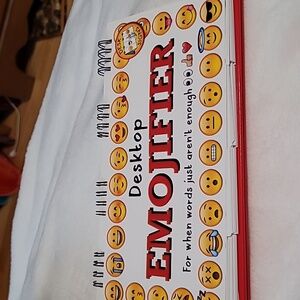 Desktop
EMOJIFIER
For when words just aren't enough